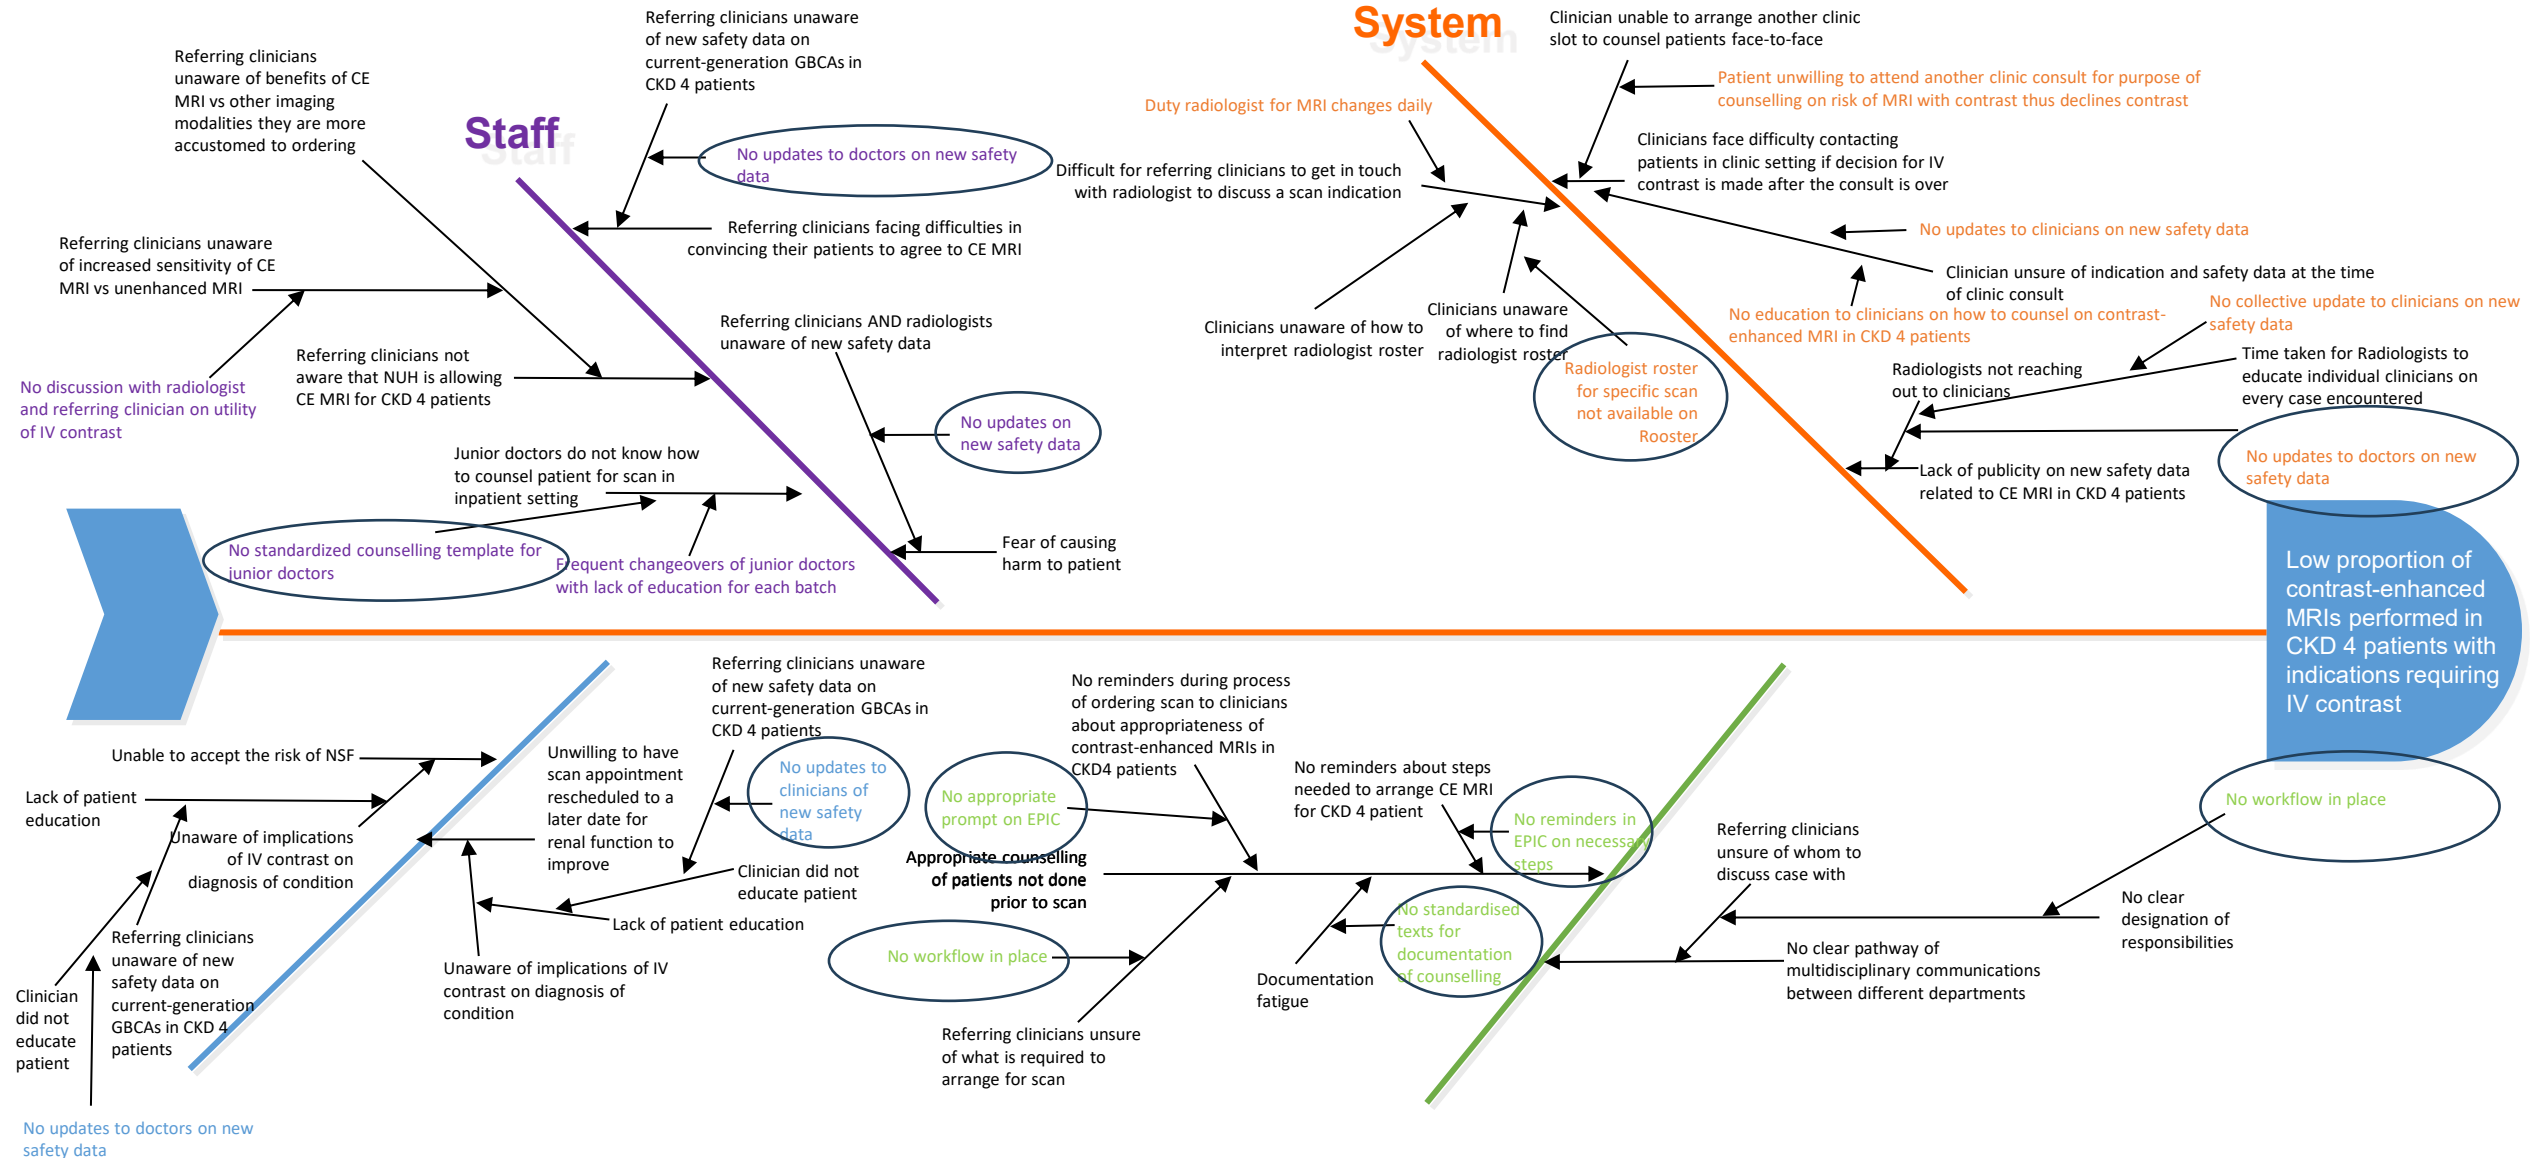 Staff
Referring clinicians
unaware of benefits of CE
MRI vs other imaging
modalities they are more
accustomed to ordering
Referring clinicians unaware
of new safety data on
current-generation GBCAs in
CKD 4 patients
No updates to doctors on new safety
data
Referring clinicians facing difficulties in
convincing their patients to agree to CE MRI
Referring clinicians unaware
of increased sensitivity of CE
MRI vs unenhanced MRI
No discussion with radiologist
and referring clinician on utility
of IV contrast
Referring clinicians not
aware that NUH is allowing
CE MRI for CKD 4 patients
Referring clinicians AND radiologists
unaware of new safety data
No updates on
new safety data
Junior doctors do not know how
to counsel patient for scan in
inpatient setting
No standardized counselling template for
junior doctors
Frequent changeovers of junior doctors
with lack of education for each batch
Fear of causing
harm to patient
System
Clinician unable to arrange another clinic
slot to counsel patients face-to-face
Patient unwilling to attend another clinic consult for purpose of
counselling on risk of MRI with contrast thus declines contrast
Duty radiologist for MRI changes daily
Difficult for referring clinicians to get in touch
with radiologist to discuss a scan indication
Clinicians face difficulty contacting
patients in clinic setting if decision for IV
contrast is made after the consult is over
No updates to clinicians on new safety data
Clinician unsure of indication and safety data at the time
of clinic consult
No education to clinicians on how to counsel on contrast-
enhanced MRI in CKD 4 patients
No collective update to clinicians on new
safety data
Clinicians unaware of how to
interpret radiologist roster
Clinicians unaware
of where to find
radiologist roster
Radiologist roster
for specific scan
not available on
Rooster
Radiologists not reaching
out to clinicians
Time taken for Radiologists to
educate individual clinicians on
every case encountered
No updates to doctors on new
safety data
Lack of publicity on new safety data
related to CE MRI in CKD 4 patients
Low proportion of
contrast-enhanced
MRIs performed in
CKD 4 patients with
indications requiring
IV contrast
Unable to accept the risk of NSF
Lack of patient
education
Unaware of implications
of IV contrast on
diagnosis of condition
Clinician
did not
educate
patient
Referring clinicians
unaware of new
safety data on
current-generation
GBCAs in CKD 4
patients
No updates to doctors on new
safety data
Unwilling to have
scan appointment
rescheduled to a
later date for
renal function to
improve
Referring clinicians unaware
of new safety data on
current-generation GBCAs in
CKD 4 patients
No updates to
clinicians of
new safety
data
Clinician did not
educate patient
Lack of patient education
Unaware of implications of IV
contrast on diagnosis of
condition
No reminders during process
of ordering scan to clinicians
about appropriateness of
contrast-enhanced MRIs in
CKD4 patients
No appropriate
prompt on EPIC
Appropriate counselling
of patients not done
prior to scan
No workflow in place
Referring clinicians unsure
of what is required to
arrange for scan
No reminders about steps
needed to arrange CE MRI
for CKD 4 patient
No reminders in
EPIC on necessary
steps
No standardised
texts for
documentation
of counselling
Documentation
fatigue
Referring clinicians
unsure of whom to
discuss case with
No workflow in place
No clear
designation of
responsibilities
No clear pathway of
multidisciplinary communications
between different departments